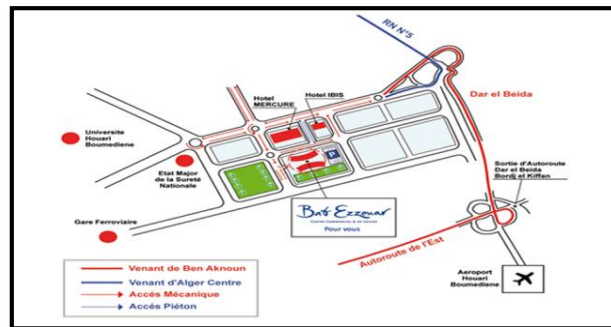 RN N°5
Hotel
MERCURE
Hotel IBIS
Dar el Beida
Universite
Houari
Boumediene
Etat Major
de la Sureté
Nationale
P
Sortie d'Autoroute
Dar el Beida
Bordj el Kiffan
Bab Ezzouar
Pour vous
Gare Ferroviaire
Autoroute de l'Est
Aeroport
Houari
Boumediene
Venant de Ben Aknoun
Venant d'Alger Centre
Accés Mécanique
Accés Piéton